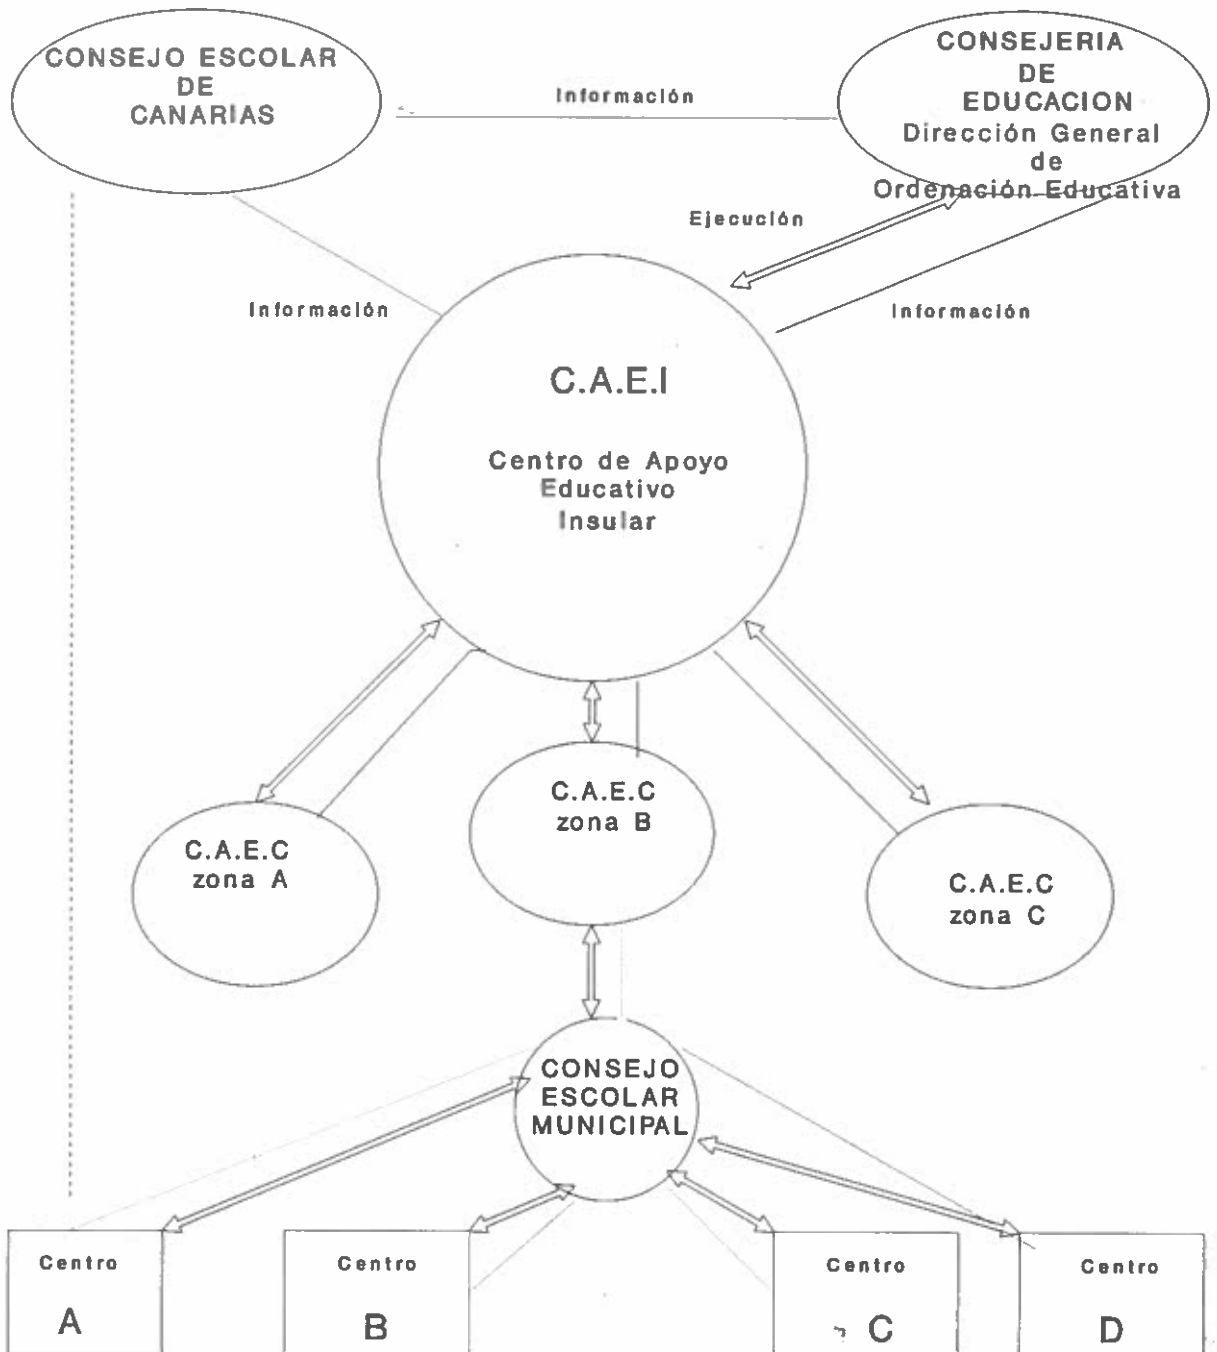 CONSEJO ESCOLAR
DE
CANARIAS
Información
CONSEJERIA
DE
EDUCACION
Dirección General
de
Ordenación Educativa
Ejecución
Información
Información
C.A.E.I
Centro de Apoyo
Educativo
Insular
C.A.E.C
zona A
C.A.E.C
zona B
C.A.E.C
zona C
CONSEJO
ESCOLAR
MUNICIPAL
Centro
A
Centro
B
Centro
C
Centro
D